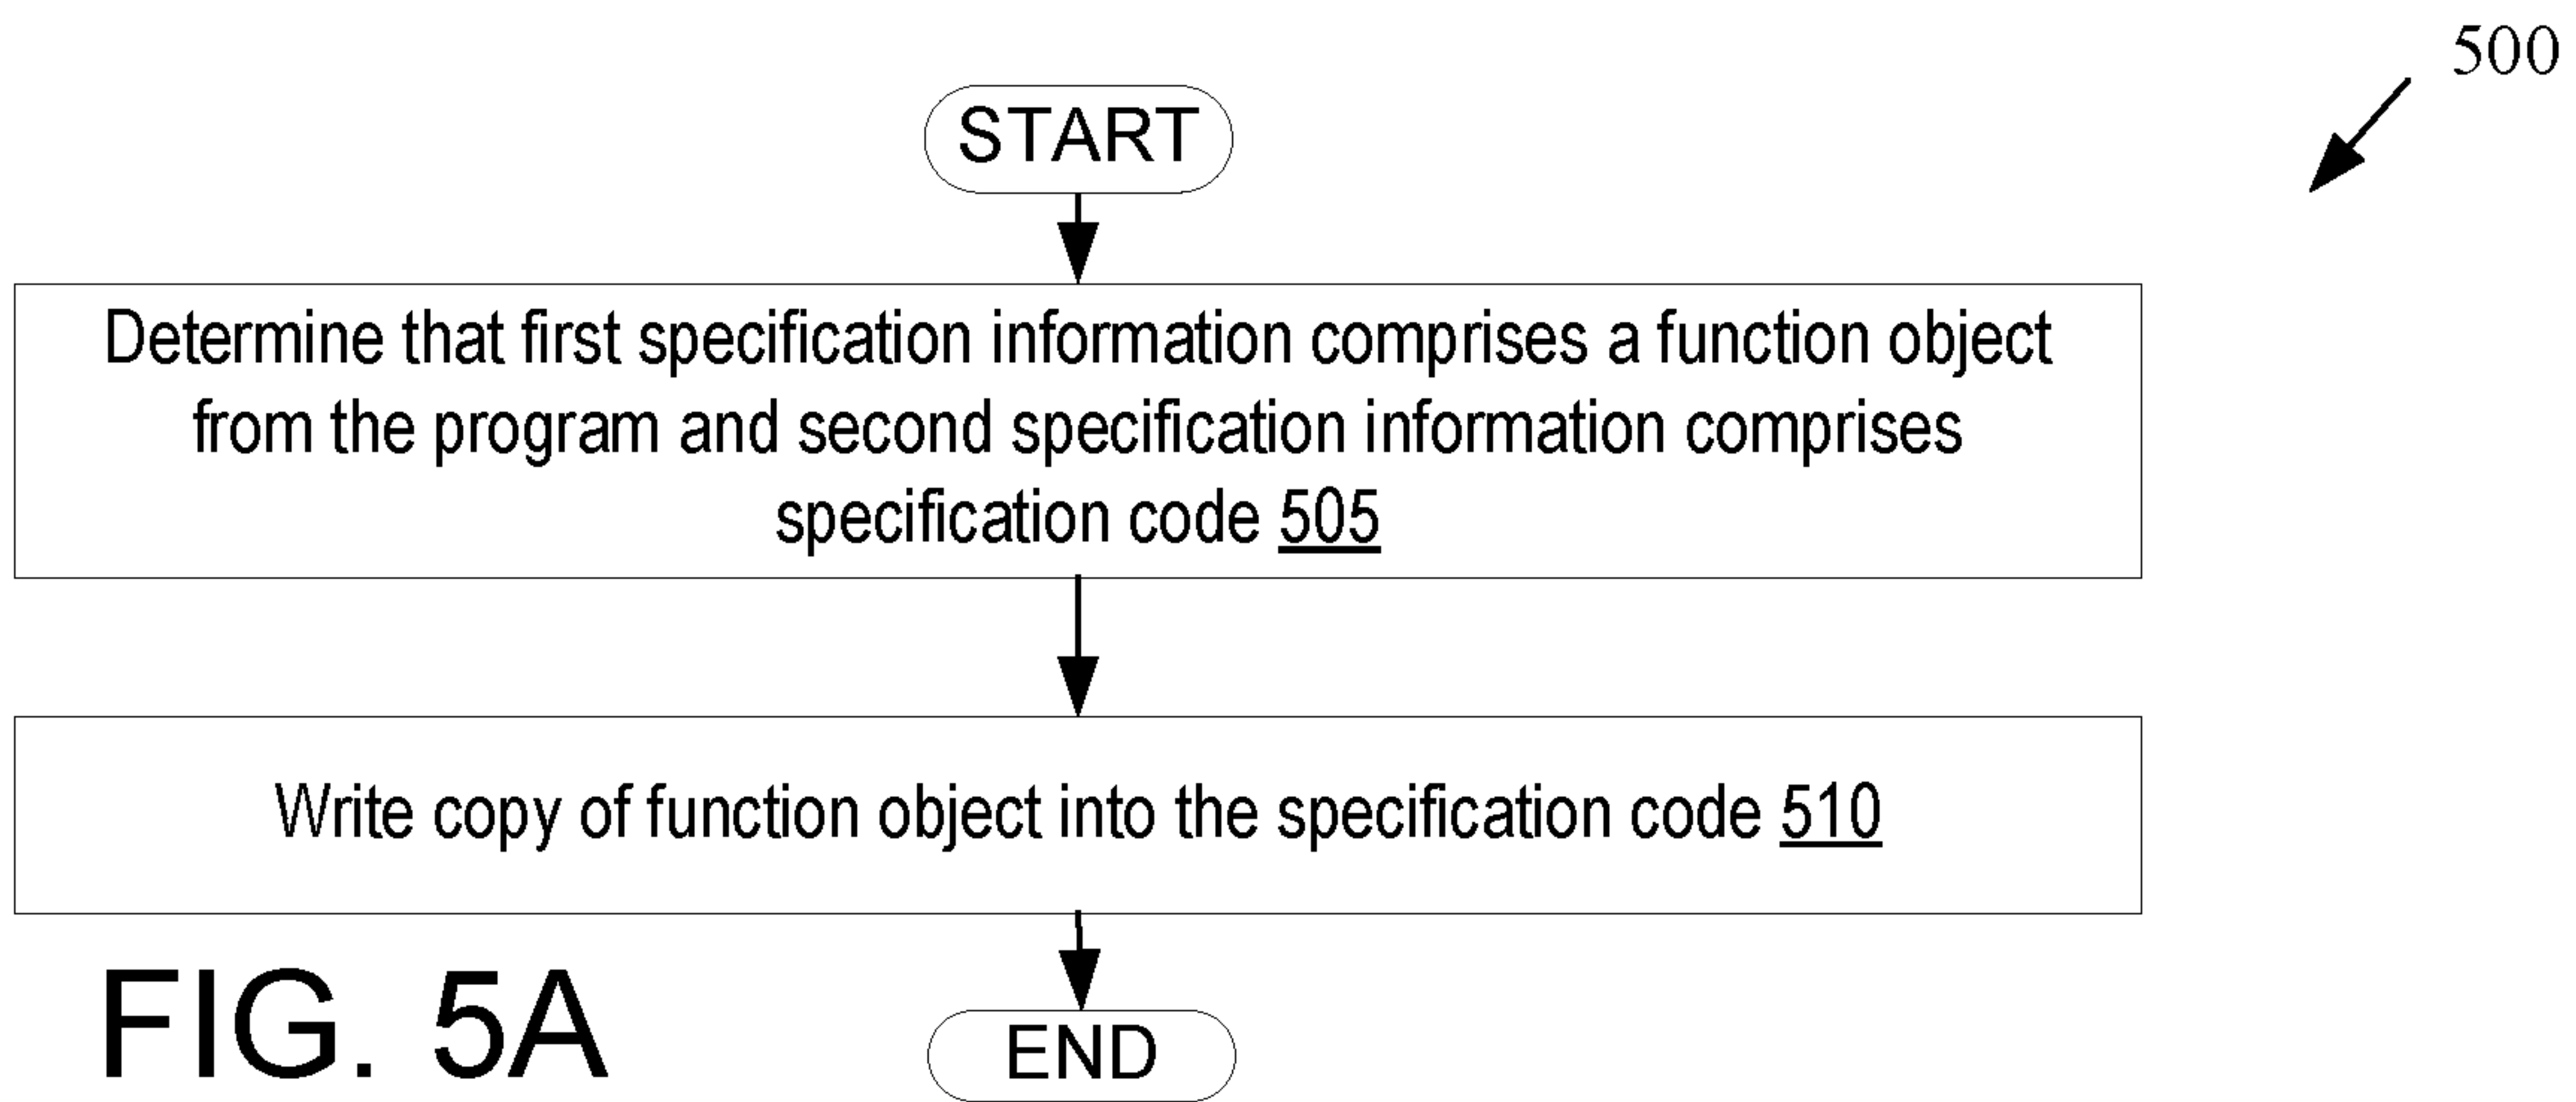 500
START
Determine that first specification information comprises a function object
from the program and second specification information comprises
specification code 505
Write copy of function object into the specification code 510
FIG. 5A
END